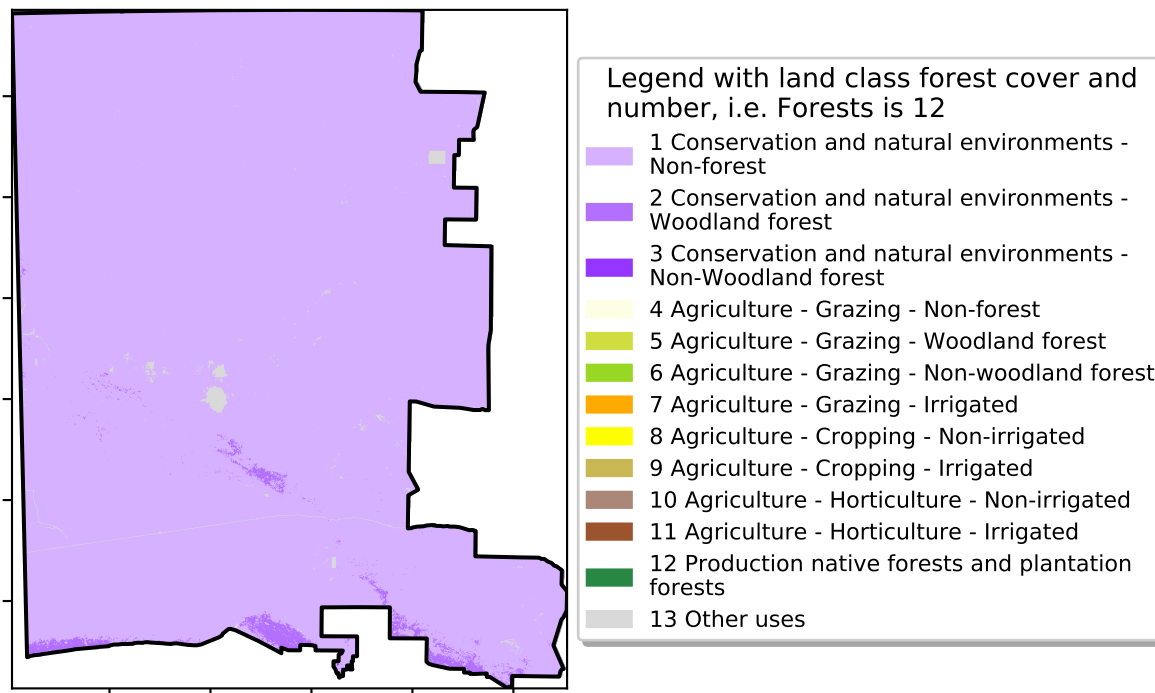 Legend with land class forest cover and
number, i.e. Forests is 12
1 Conservation and natural environments -
Non-forest
2 Conservation and natural environments -
Woodland forest
3 Conservation and natural environments -
Non-Woodland forest
4 Agriculture - Grazing - Non-forest
5 Agriculture - Grazing - Woodland forest
6 Agriculture - Grazing - Non-woodland forest
7 Agriculture - Grazing - Irrigated
8 Agriculture - Cropping - Non-irrigated
9 Agriculture - Cropping - Irrigated
10 Agriculture - Horticulture - Non-irrigated
11 Agriculture - Horticulture - Irrigated
12 Production native forests and plantation
forests
13 Other uses